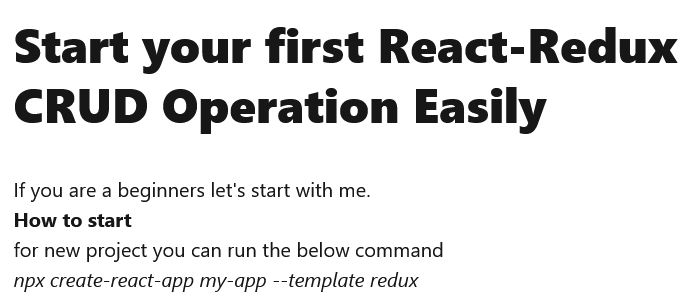 Start your first React-Redux
CRUD Operation Easily
If you are a beginners let's start with me.
How to start
for new project you can run the below command
npx create-react-app my-app --template redux